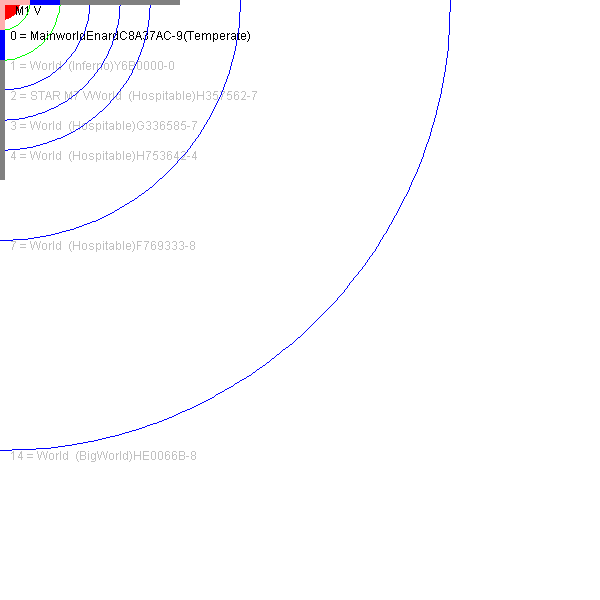 M1 V
0 = MainworldEnardC8A37AC-9(Temperate)
1 = World (Inferno)Y6B0000-0
2 = STAR M7 VWorld (Hospitable)H357562-7
3 = World (Hospitable)G336585-7
4 = World (Hospitable)H753642-4
7 = World (Hospitable)F769333-8
14 = World (BigWorld)HE0066B-8